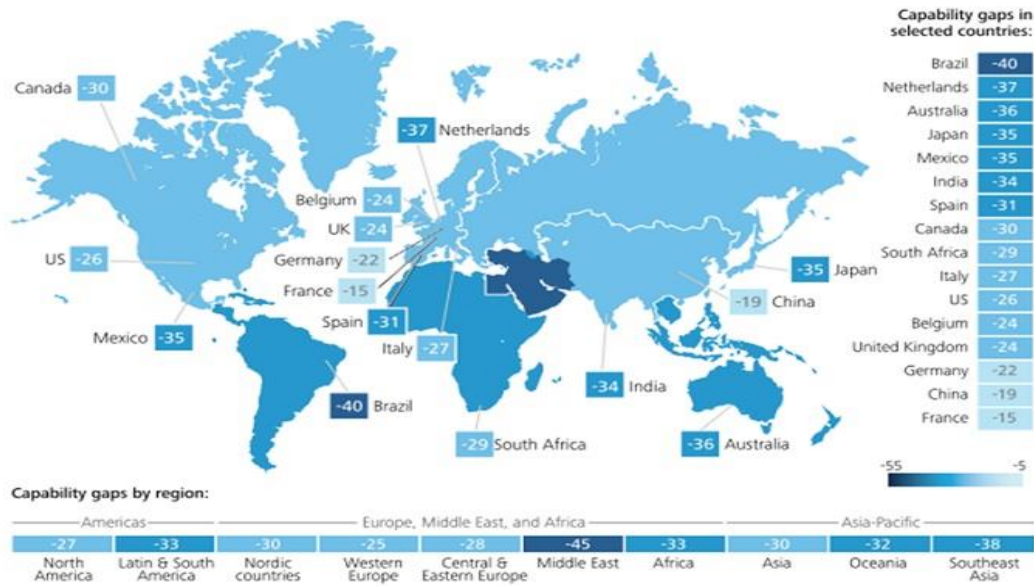 Capability gaps in
selected countries:
Brazil -40
Netherlands -37
Australia -36
Japan -35
Mexico -35
India -34
Spain -31
Canada -30
South Africa -29
Italy -27
US -26
Belgium -24
United Kingdom -24
Germany -22
China -19
France -15
-55 -5
Canada -30
-37 Netherlands
Belgium -24
UK -24
US -26
Germany -22
France -15
Spain -31
Italy -27
Mexico -35
-40 Brazil
-29 South Africa
-35 Japan
-19 China
-34 India
-36 Australia
Capability gaps by region:
Americas
Europe, Middle East, and Africa
Asia-Pacific
-27 -33 -30 -25 -28 -45 -33 -30 -32 -38
North America
Latin & South America
Nordic countries
Western Europe
Central & Eastern Europe
Middle East
Africa
Asia
Oceania
Southeast Asia